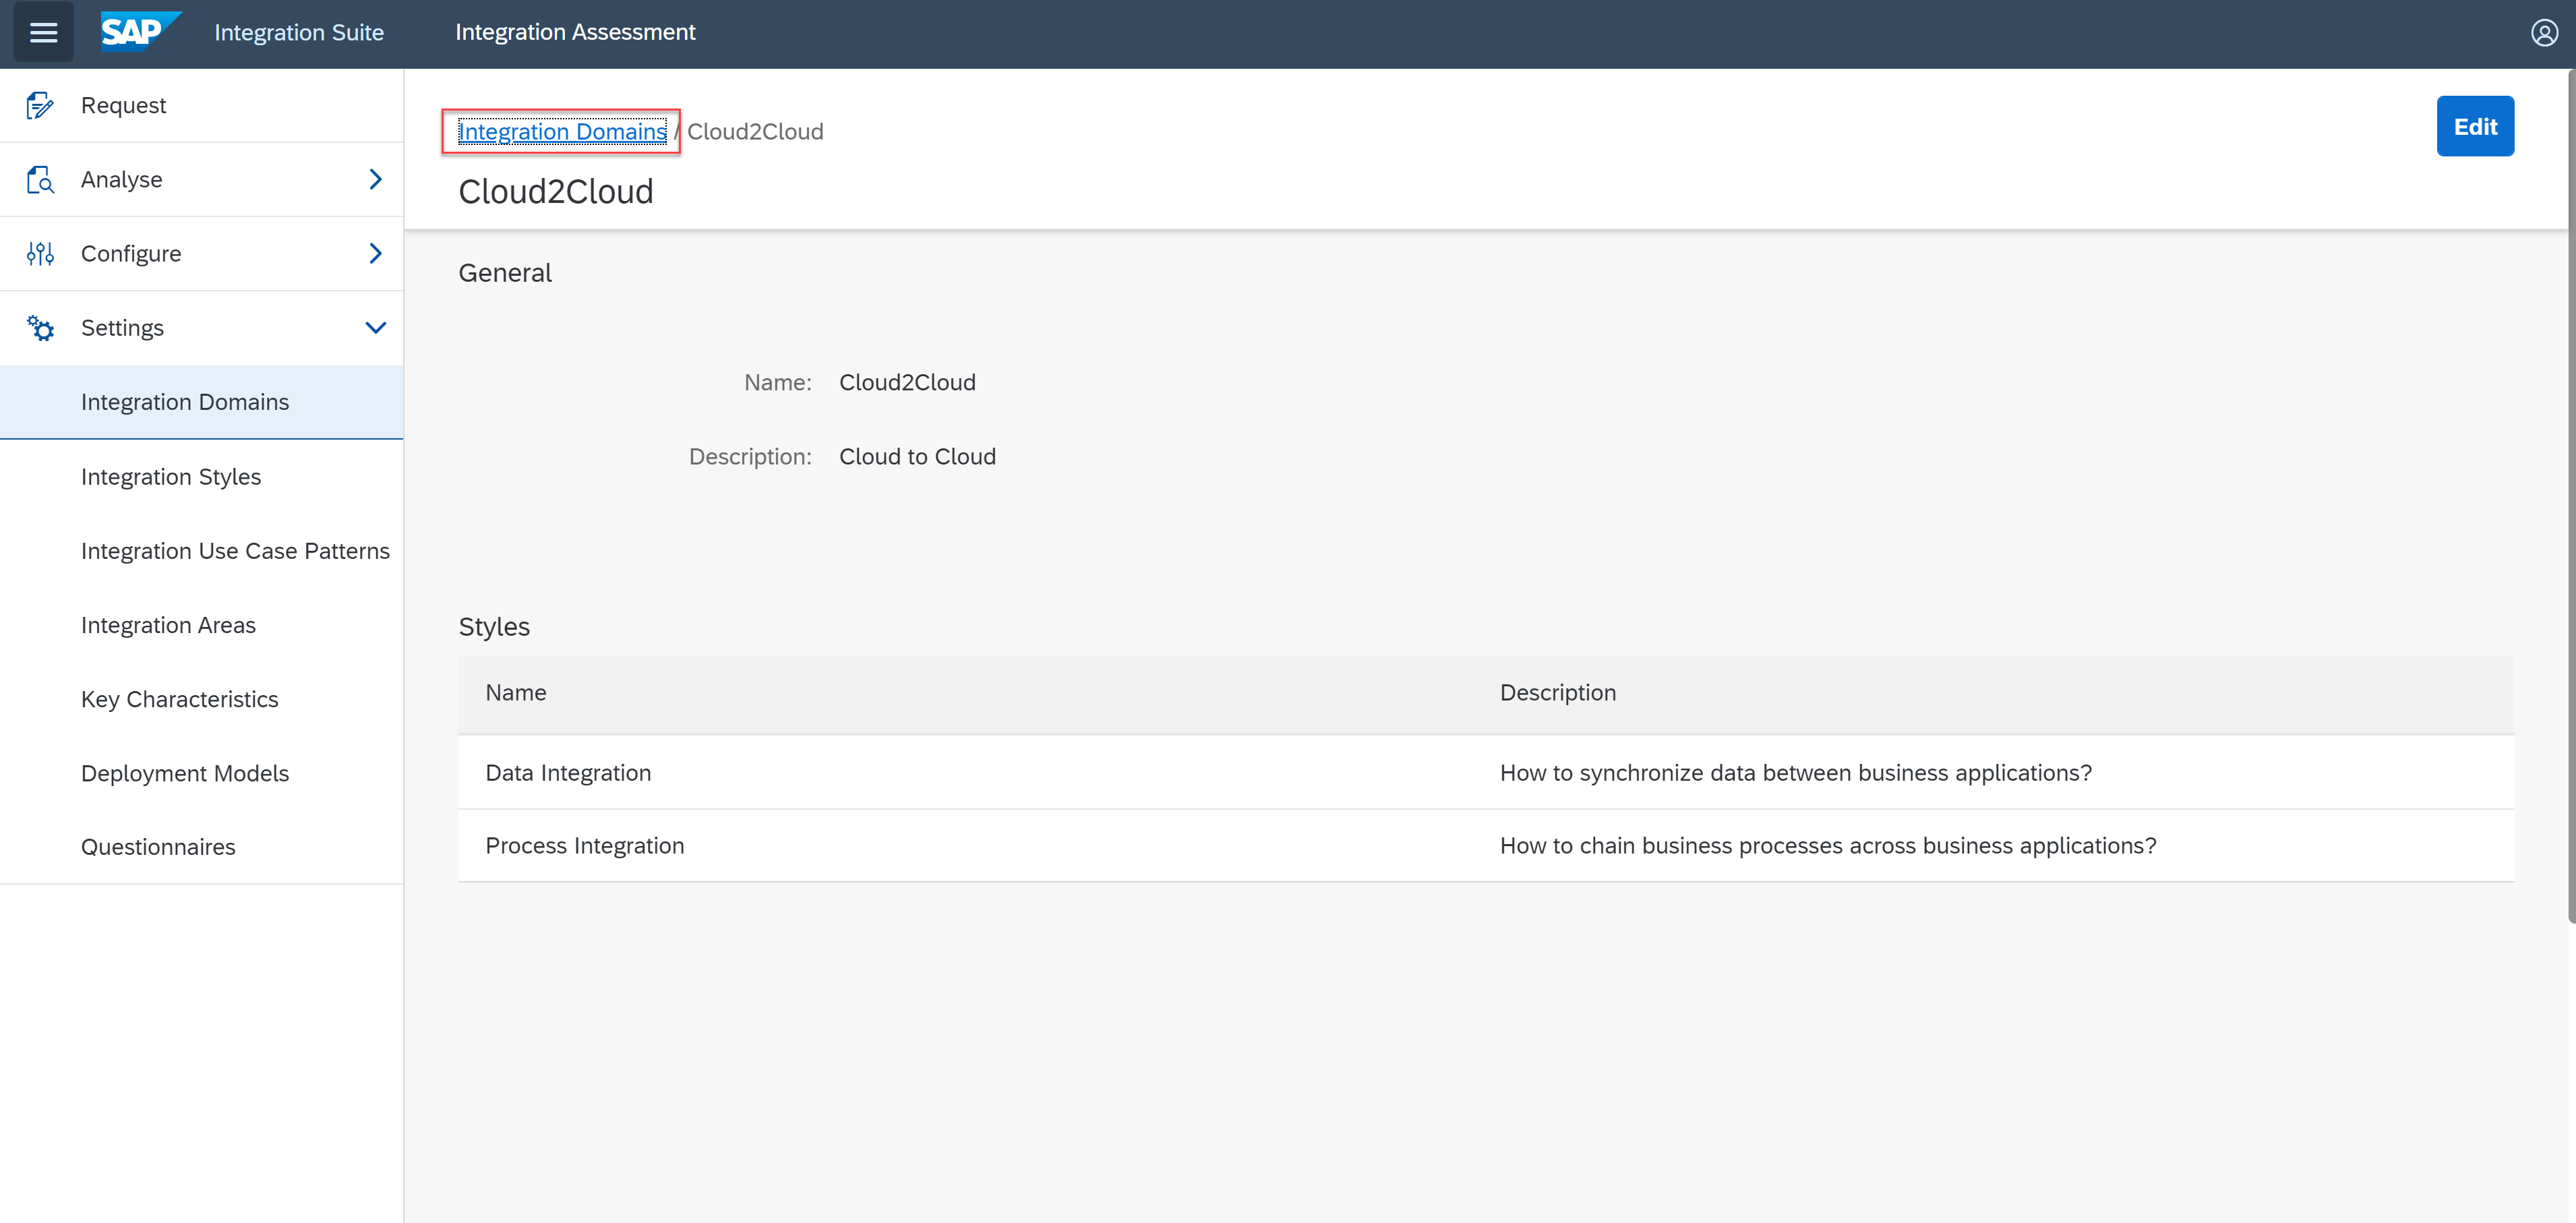 SAP Integration Suite Integration Assessment
Request
Analyse
Configure
Settings
Integration Domains
Integration Styles
Integration Use Case Patterns
Integration Areas
Key Characteristics
Deployment Models
Questionnaires
Integration Domains / Cloud2Cloud
Edit
Cloud2Cloud
General
Name: Cloud2Cloud
Description: Cloud to Cloud
Styles
Name Description
Data Integration How to synchronize data between business applications?
Process Integration How to chain business processes across business applications?